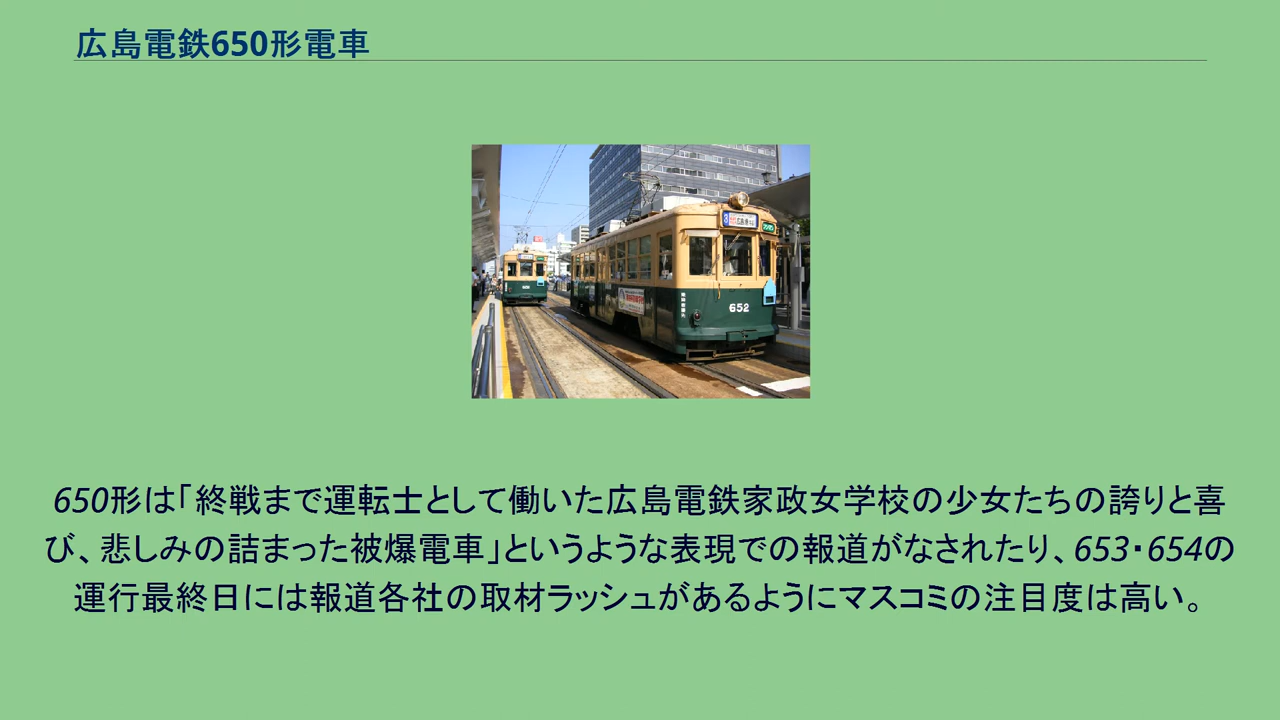 広島電鉄650形電車
652
650形は「終戦まで運転士として働いた広島電鉄家政女学校の少女たちの誇りと喜
び、悲しみの詰まった被爆電車」というような表現での報道がなされたり、653・654の
運行最終日には報道各社の取材ラッシュがあるようにマスコミの注目度は高い。